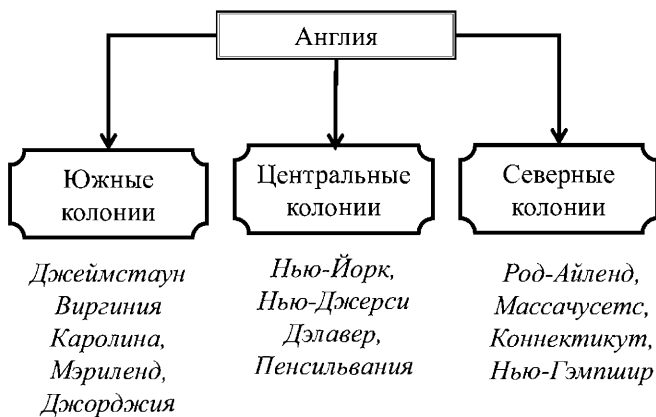 Англия
Южные
колонии
Центральные
колонии
Северные
колонии
Джеймстаун
Виргиния
Каролина,
Мэриленд,
Джорджия
Нью-Йорк,
Нью-Джерси
Дэлавер,
Пенсильвания
Род-Айленд,
Массачусетс,
Коннектикут,
Нью-Гэмпшир